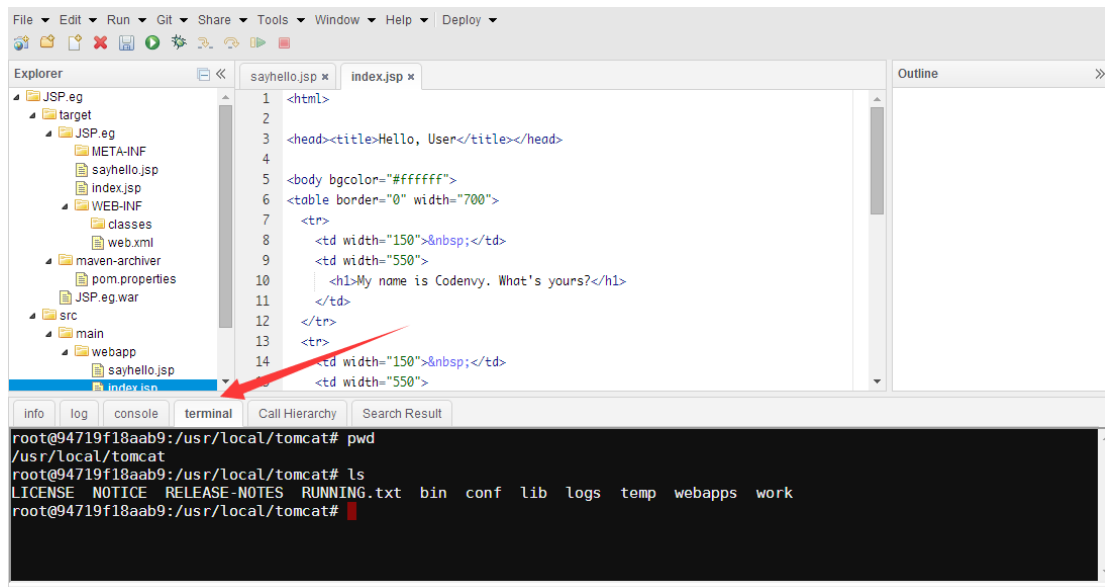 File Edit Run Git Share Tools Window Help Deploy
Explorer
JSP.eg
target
JSP.eg
META-INF
sayhello.jsp
index.jsp
WEB-INF
classes
web.xml
maven-archiver
pom.properties
JSP.eg.war
src
main
webapp
sayhello.jsp
index.jsp
sayhello.jsp × index.jsp ×
1 <html>
2
3 <head><title>Hello, User</title></head>
4
5 <body bgcolor="#ffffff">
6 <table border="0" width="700">
7 <tr>
8 <td width="150">&nbsp;</td>
9 <td width="550">
10 <h1>My name is Codenvy. What's yours?</h1>
11 </td>
12 </tr>
13 <tr>
14 <td width="150">&nbsp;</td>
<td width="550">
Outline
info log console terminal Call Hierarchy Search Result
root@94719f18aab9:/usr/local/tomcat# pwd
/usr/local/tomcat
root@94719f18aab9:/usr/local/tomcat# ls
LICENSE NOTICE RELEASE-NOTES RUNNING.txt bin conf lib logs temp webapps work
root@94719f18aab9:/usr/local/tomcat#